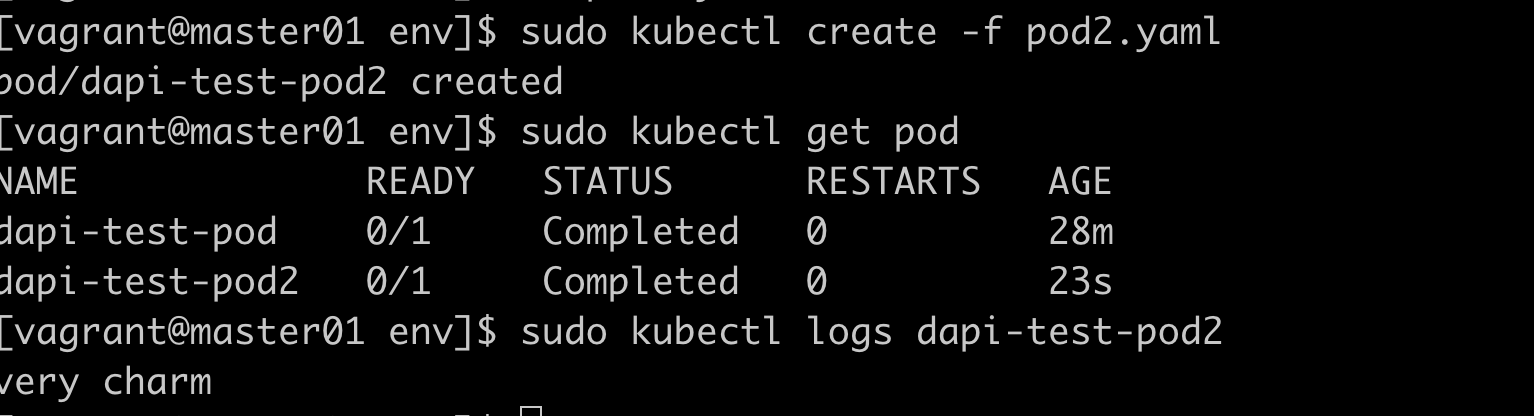 [vagrant@master01 env]$ sudo kubectl create -f pod2.yaml
pod/dapi-test-pod2 created
[vagrant@master01 env]$ sudo kubectl get pod
NAME READY STATUS RESTARTS AGE
dapi-test-pod 0/1 Completed 0 28m
dapi-test-pod2 0/1 Completed 0 23s
[vagrant@master01 env]$ sudo kubectl logs dapi-test-pod2
very charm